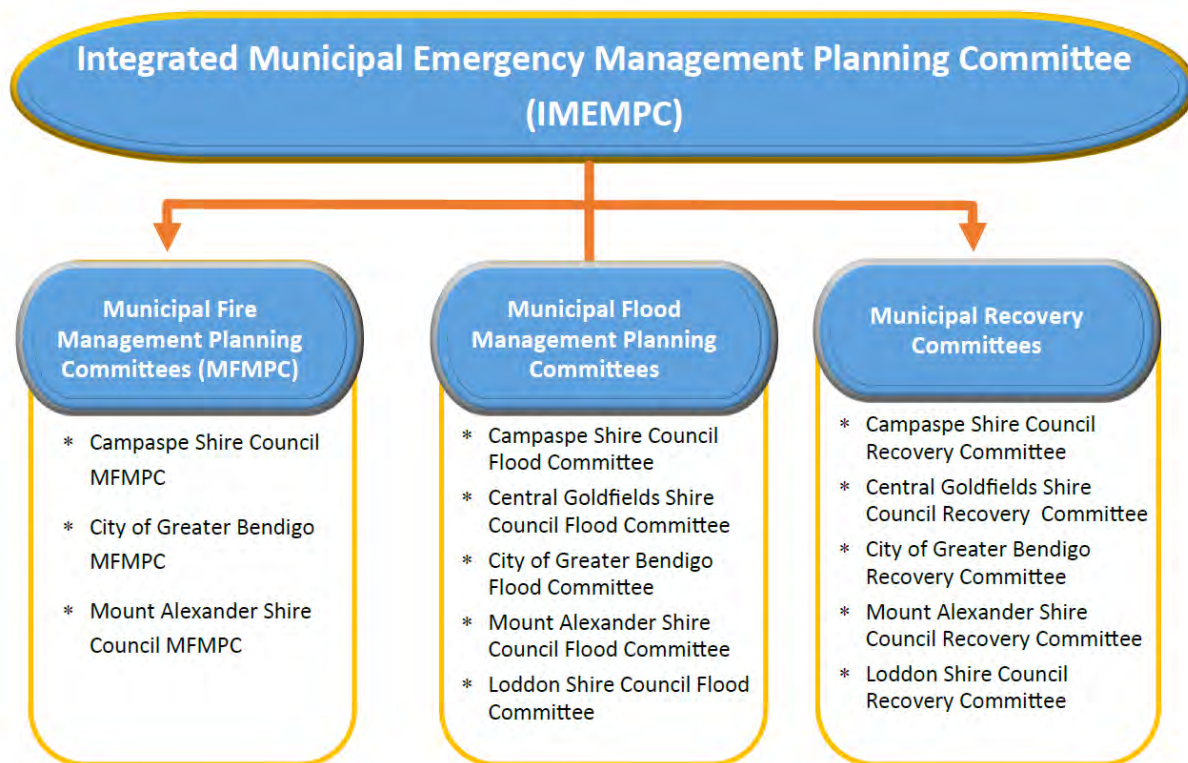 Integrated Municipal Emergency Management Planning Committee
(IMEMPC)
Municipal Fire
Management Planning
Committees (MFMPC)
* Campaspe Shire Council
MFMPC
* City of Greater Bendigo
MFMPC
* Mount Alexander Shire
Council MFMPC
Municipal Flood
Management Planning
Committees
* Campaspe Shire Council
Flood Committee
* Central Goldfields Shire
Council Flood Committee
* City of Greater Bendigo
Flood Committee
* Mount Alexander Shire
Council Flood Committee
* Loddon Shire Council Flood
Committee
Municipal Recovery
Committees
* Campaspe Shire Council
Recovery Committee
* Central Goldfields Shire
Council Recovery Committee
* City of Greater Bendigo
Recovery Committee
* Mount Alexander Shire
Council Recovery Committee
* Loddon Shire Council
Recovery Committee